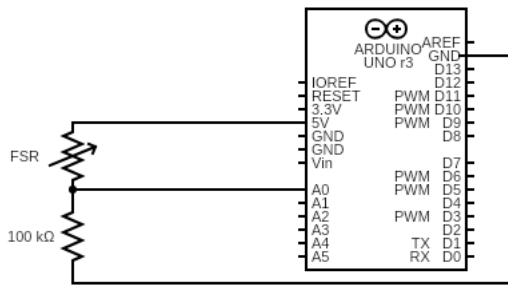 ARDUINO
UNO r3
AREF
GND
D13
IOREF D12
RESET PWM D11
3.3V PWM D10
5V PWM D9
GND D8
GND
Vin D7
PWM D6
A0 PWM D5
A1 D4
A2 PWM D3
A3 D2
A4 TX D1
A5 RX D0
FSR
100 kΩ